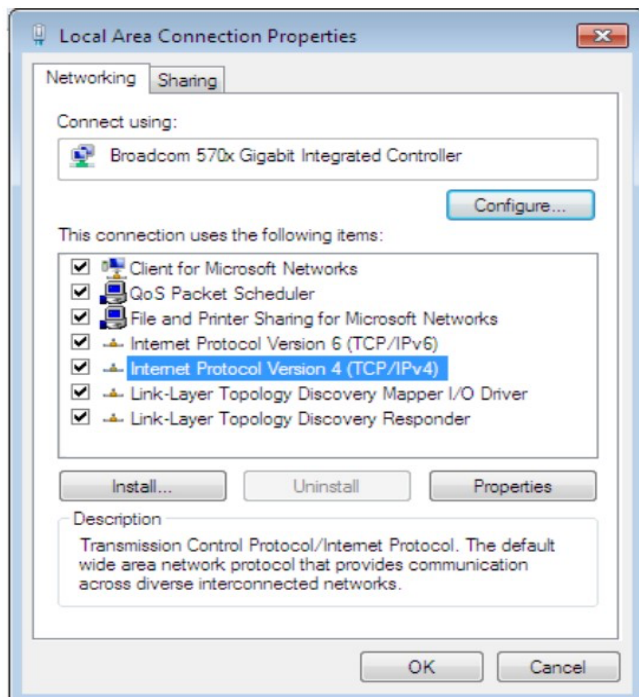 Local Area Connection Properties
Networking
Sharing
Connect using:
Broadcom 570x Gigabit Integrated Controller
Configure...
This connection uses the following items:
Client for Microsoft Networks
QoS Packet Scheduler
File and Printer Sharing for Microsoft Networks
Internet Protocol Version 6 (TCP/IPv6)
Internet Protocol Version 4 (TCP/IPv4)
Link-Layer Topology Discovery Mapper I/O Driver
Link-Layer Topology Discovery Responder
Install...
Uninstall
Properties
Description
Transmission Control Protocol/Internet Protocol. The default
wide area network protocol that provides communication
across diverse interconnected networks.
OK
Cancel